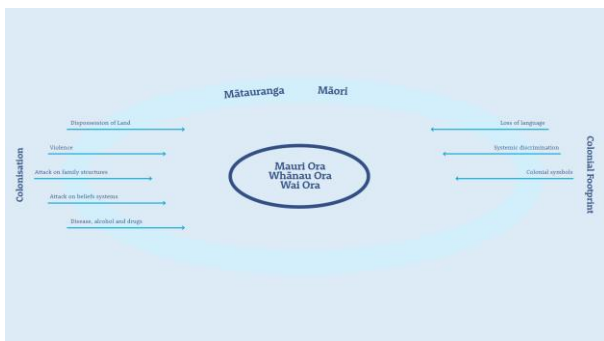 Mātauranga Māori
Dispossession of Land
Violence
Attack on family structures
Attack on beliefs systems
Disease, alcohol and drugs
Colonisation
Mauri Ora
Whānau Ora
Wai Ora
Loss of language
Systemic discrimination
Colonial symbols
Colonial Footprint